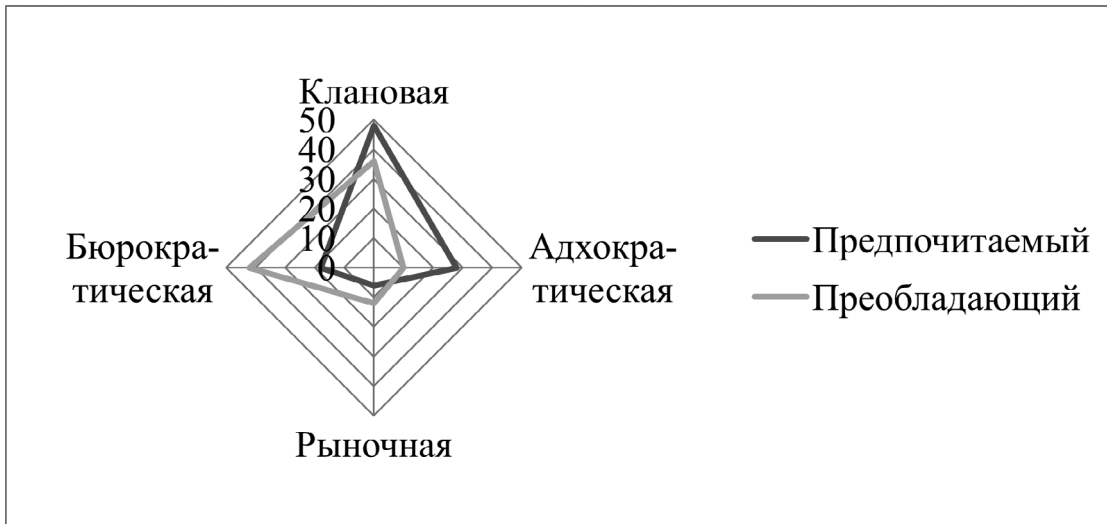 Клановая
50
40
30
20
10
0
Бюрокра-
тическая
Адхокра-
тическая
Рыночная
Предпочитаемый
Преобладающий